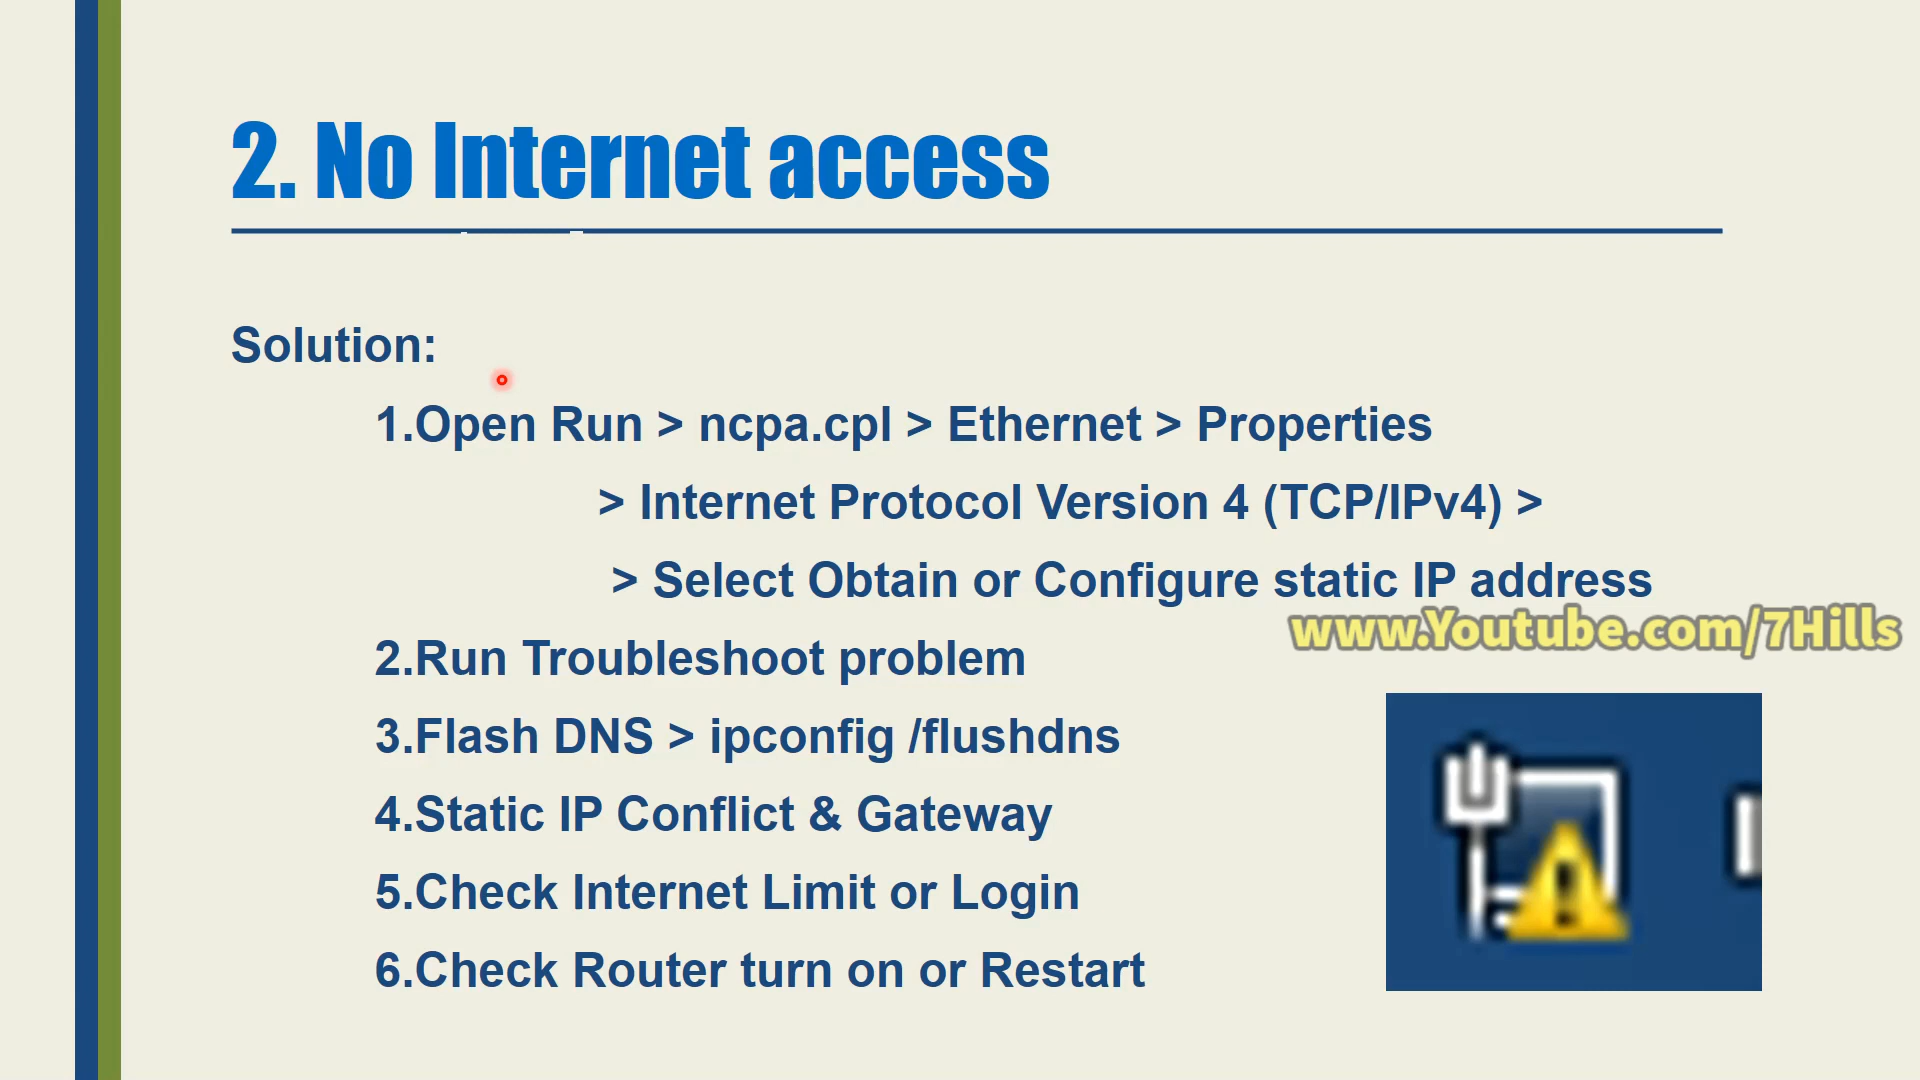 2. No Internet access
Solution:
1.Open Run > ncpa.cpl > Ethernet > Properties
> Internet Protocol Version 4 (TCP/IPv4) >
> Select Obtain or Configure static IP address
www.Youtube.com/7Hills
2.Run Troubleshoot problem
3.Flash DNS > ipconfig /flushdns
4.Static IP Conflict & Gateway
5.Check Internet Limit or Login
6.Check Router turn on or Restart